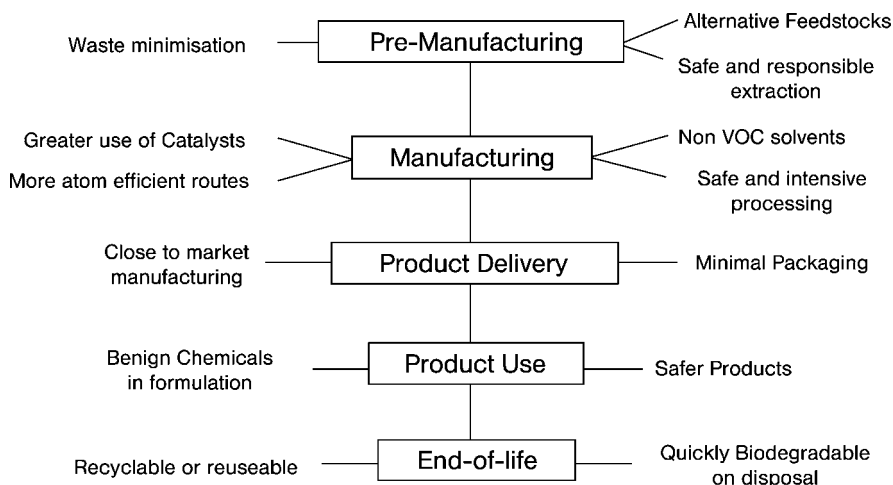 Alternative Feedstocks
Waste minimisation
Pre-Manufacturing
Safe and responsible
extraction
Greater use of Catalysts
Non VOC solvents
Manufacturing
More atom efficient routes
Safe and intensive
processing
Close to market
manufacturing
Product Delivery
Minimal Packaging
Benign Chemicals
in formulation
Product Use
Safer Products
Recyclable or reuseable
End-of-life
Quickly Biodegradable
on disposal